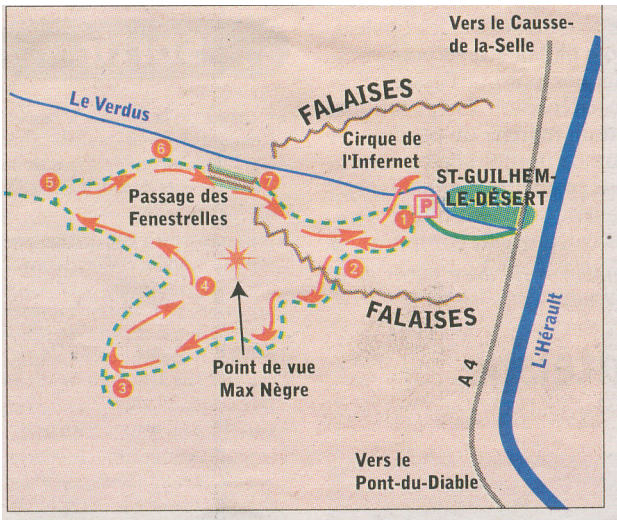 Vers le Causse-
de la-Selle
Le Verdus
FALAISES
Cirque de
l'Infernet
6
5
7
ST-GUILHEM-
LE-DÉSERT
Passage des
Fenestrelles
P
1
2
4
FALAISES
L'Hérault
Point de vue
Max Nègre
3
A 4
Vers le
Pont-du-Diable